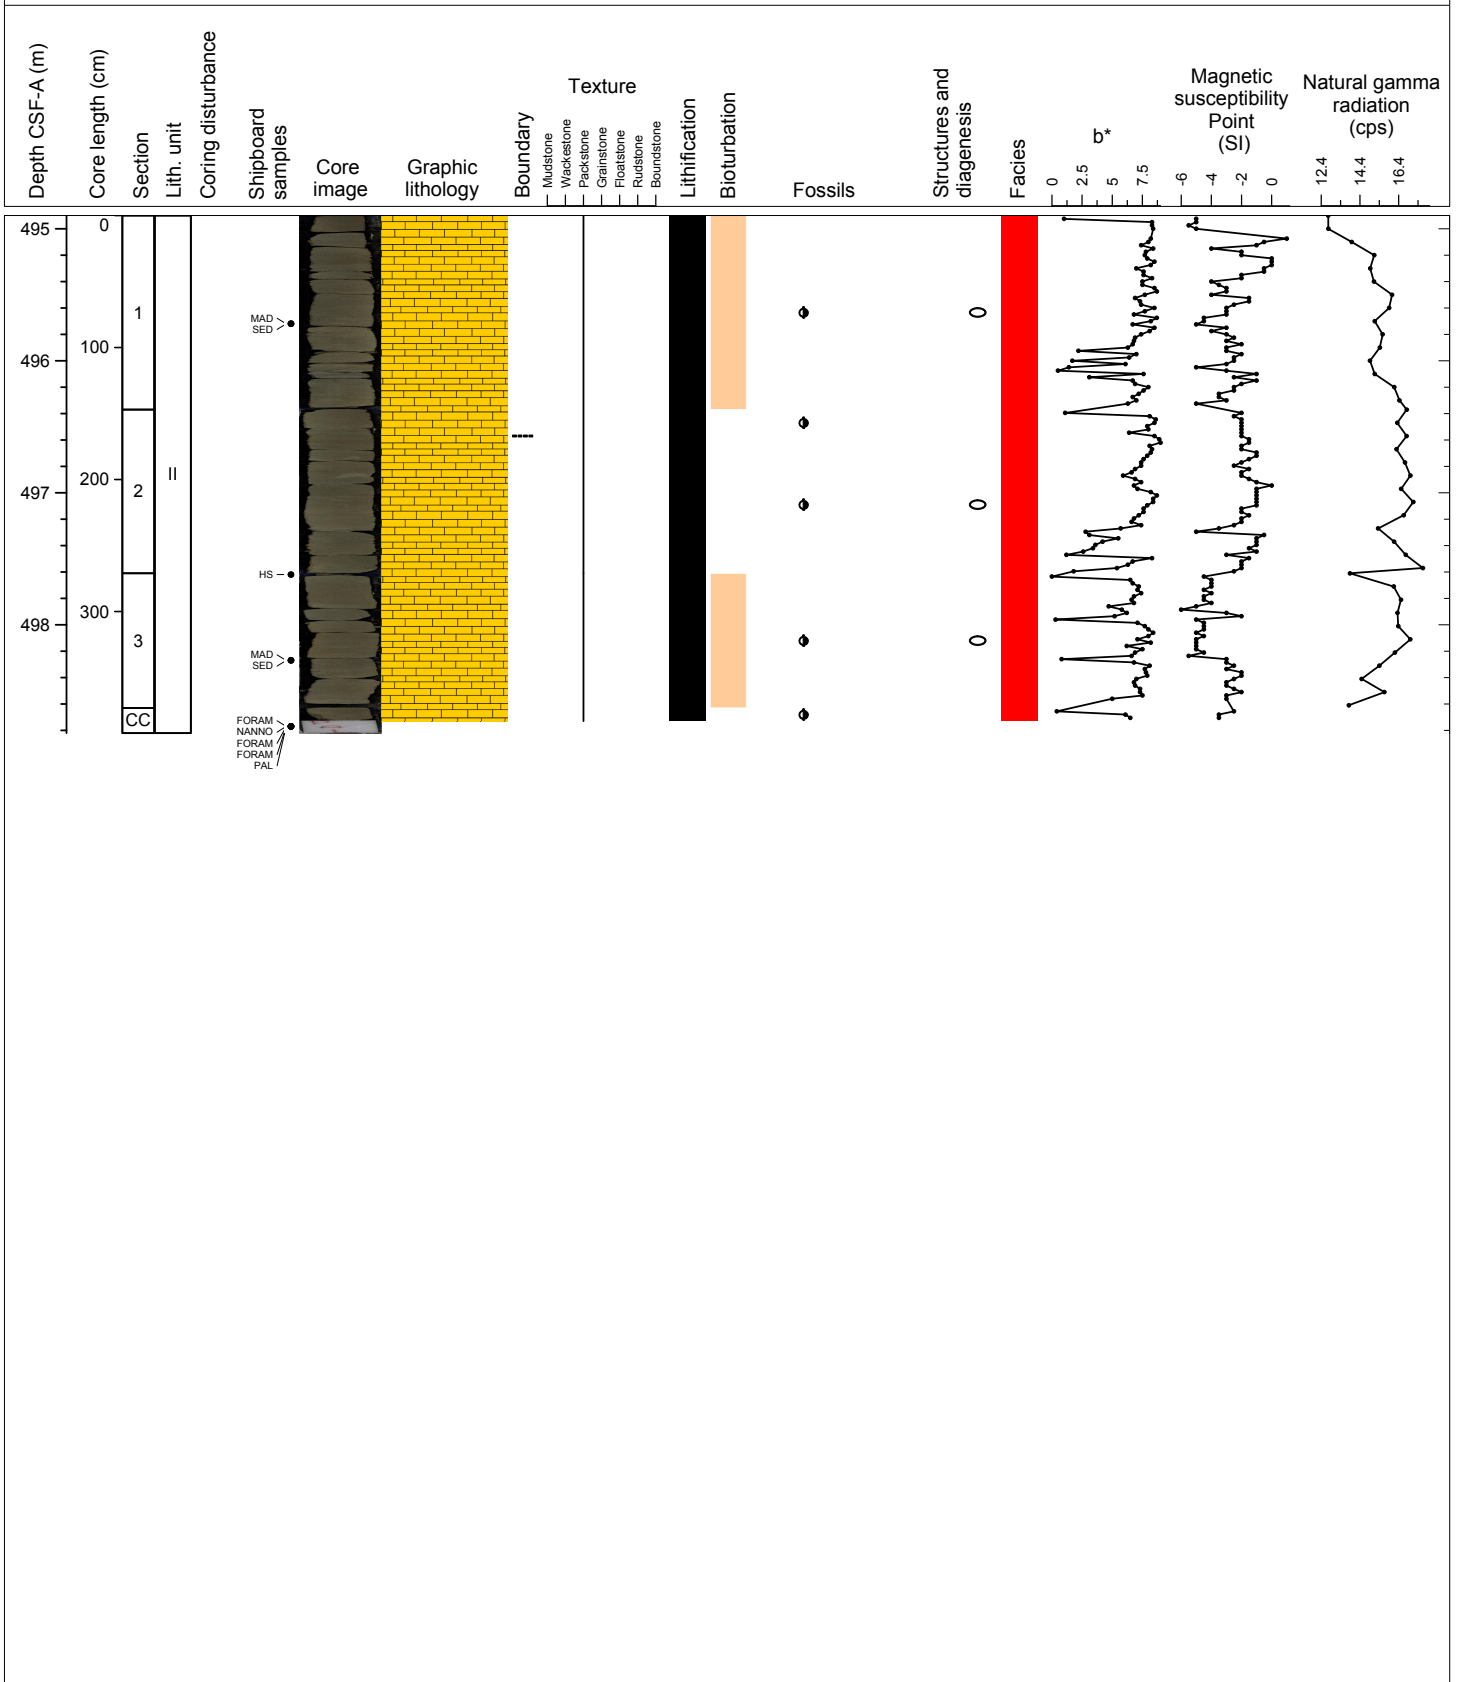 Depth CSF-A (m)
Core length (cm)
Section
Lith. unit
Coring disturbance
Shipboard
samples
Core
image
Graphic
lithology
Boundary
Texture
Mudstone
Wackestone
Packstone
Grainstone
Floatstone
Rudstone
Boundstone
Lithification
Bioturbation
Fossils
Structures and
diagenesis
Facies
b*
0
2.5
5
7.5
Magnetic
susceptibility
Point
(SI)
-6
-4
-2
0
Natural gamma
radiation
(cps)
12.4
14.4
16.4
495
496
497
498
0
100
200
300
1
2
3
CC
II
MAD
SED
HS
MAD
SED
FORAM
NANNO
FORAM
FORAM
PAL